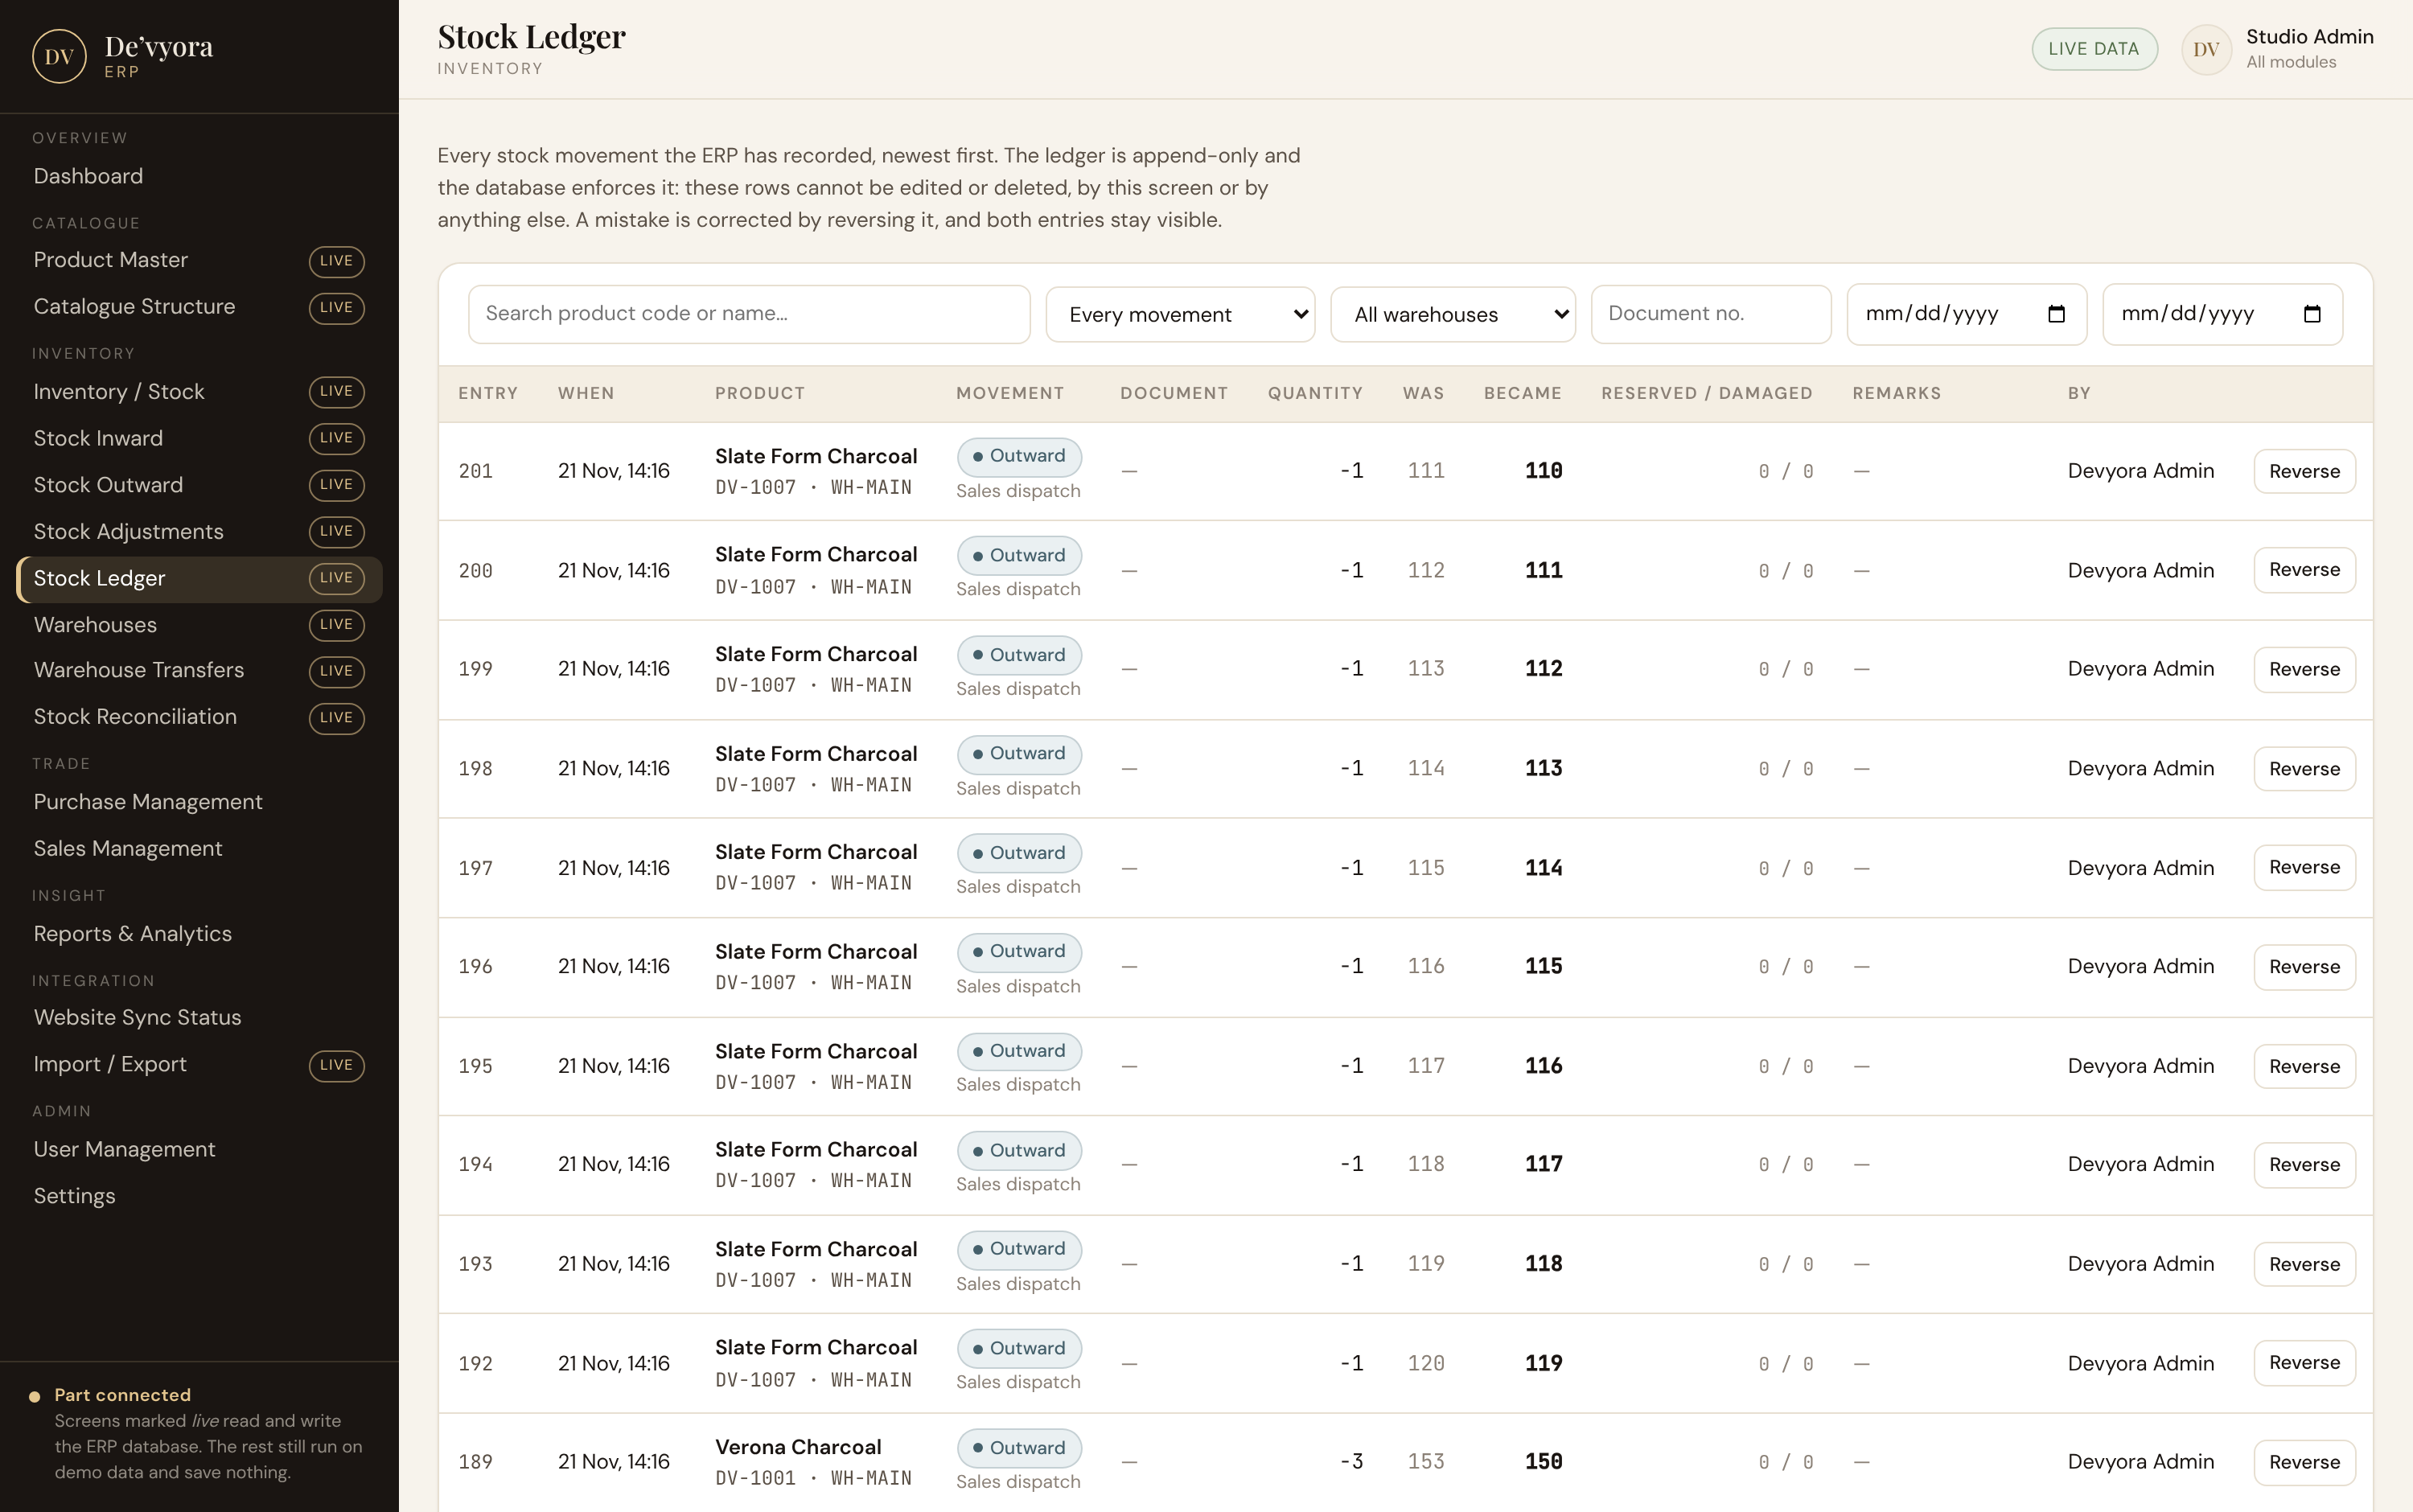 DV
De’vyora
ERP
OVERVIEW
Dashboard
CATALOGUE
Product Master LIVE
Catalogue Structure LIVE
INVENTORY
Inventory / Stock LIVE
Stock Inward LIVE
Stock Outward LIVE
Stock Adjustments LIVE
Stock Ledger LIVE
Warehouses LIVE
Warehouse Transfers LIVE
Stock Reconciliation LIVE
TRADE
Purchase Management
Sales Management
INSIGHT
Reports & Analytics
INTEGRATION
Website Sync Status
Import / Export LIVE
ADMIN
User Management
Settings
Part connected
Screens marked live read and write
the ERP database. The rest still run on
demo data and save nothing.
Stock Ledger
INVENTORY
LIVE DATA
DV
Studio Admin
All modules
Every stock movement the ERP has recorded, newest first. The ledger is append-only and
the database enforces it: these rows cannot be edited or deleted, by this screen or by
anything else. A mistake is corrected by reversing it, and both entries stay visible.
Search product code or name... Every movement All warehouses Document no. mm/dd/yyyy mm/dd/yyyy
ENTRY WHEN PRODUCT MOVEMENT DOCUMENT QUANTITY WAS BECAME RESERVED / DAMAGED REMARKS BY
201 21 Nov, 14:16 Slate Form Charcoal Outward — -1 111 110 0 / 0 — Devyora Admin Reverse
DV-1007 · WH-MAIN Sales dispatch
200 21 Nov, 14:16 Slate Form Charcoal Outward — -1 112 111 0 / 0 — Devyora Admin Reverse
DV-1007 · WH-MAIN Sales dispatch
199 21 Nov, 14:16 Slate Form Charcoal Outward — -1 113 112 0 / 0 — Devyora Admin Reverse
DV-1007 · WH-MAIN Sales dispatch
198 21 Nov, 14:16 Slate Form Charcoal Outward — -1 114 113 0 / 0 — Devyora Admin Reverse
DV-1007 · WH-MAIN Sales dispatch
197 21 Nov, 14:16 Slate Form Charcoal Outward — -1 115 114 0 / 0 — Devyora Admin Reverse
DV-1007 · WH-MAIN Sales dispatch
196 21 Nov, 14:16 Slate Form Charcoal Outward — -1 116 115 0 / 0 — Devyora Admin Reverse
DV-1007 · WH-MAIN Sales dispatch
195 21 Nov, 14:16 Slate Form Charcoal Outward — -1 117 116 0 / 0 — Devyora Admin Reverse
DV-1007 · WH-MAIN Sales dispatch
194 21 Nov, 14:16 Slate Form Charcoal Outward — -1 118 117 0 / 0 — Devyora Admin Reverse
DV-1007 · WH-MAIN Sales dispatch
193 21 Nov, 14:16 Slate Form Charcoal Outward — -1 119 118 0 / 0 — Devyora Admin Reverse
DV-1007 · WH-MAIN Sales dispatch
192 21 Nov, 14:16 Slate Form Charcoal Outward — -1 120 119 0 / 0 — Devyora Admin Reverse
DV-1007 · WH-MAIN Sales dispatch
189 21 Nov, 14:16 Verona Charcoal Outward — -3 153 150 0 / 0 — Devyora Admin Reverse
DV-1001 · WH-MAIN Sales dispatch